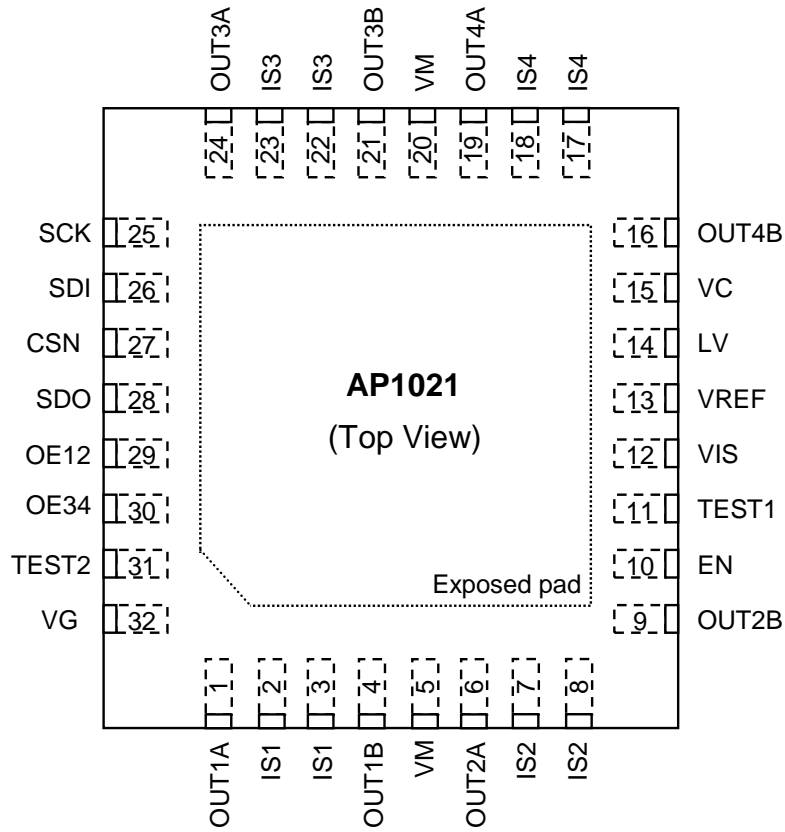 OUT3A IS3 IS3 OUT3B VM OUT4A IS4 IS4
24 23 22 21 20 19 18 17
SCK 25
SDI 26
CSN 27
SDO 28
OE12 29
OE34 30
TEST2 31
VG 32
16 OUT4B
15 VC
14 LV
13 VREF
12 VIS
11 TEST1
10 EN
9 OUT2B
AP1021
(Top View)
Exposed pad
1 2 3 4 5 6 7 8
OUT1A IS1 IS1 OUT1B VM OUT2A IS2 IS2